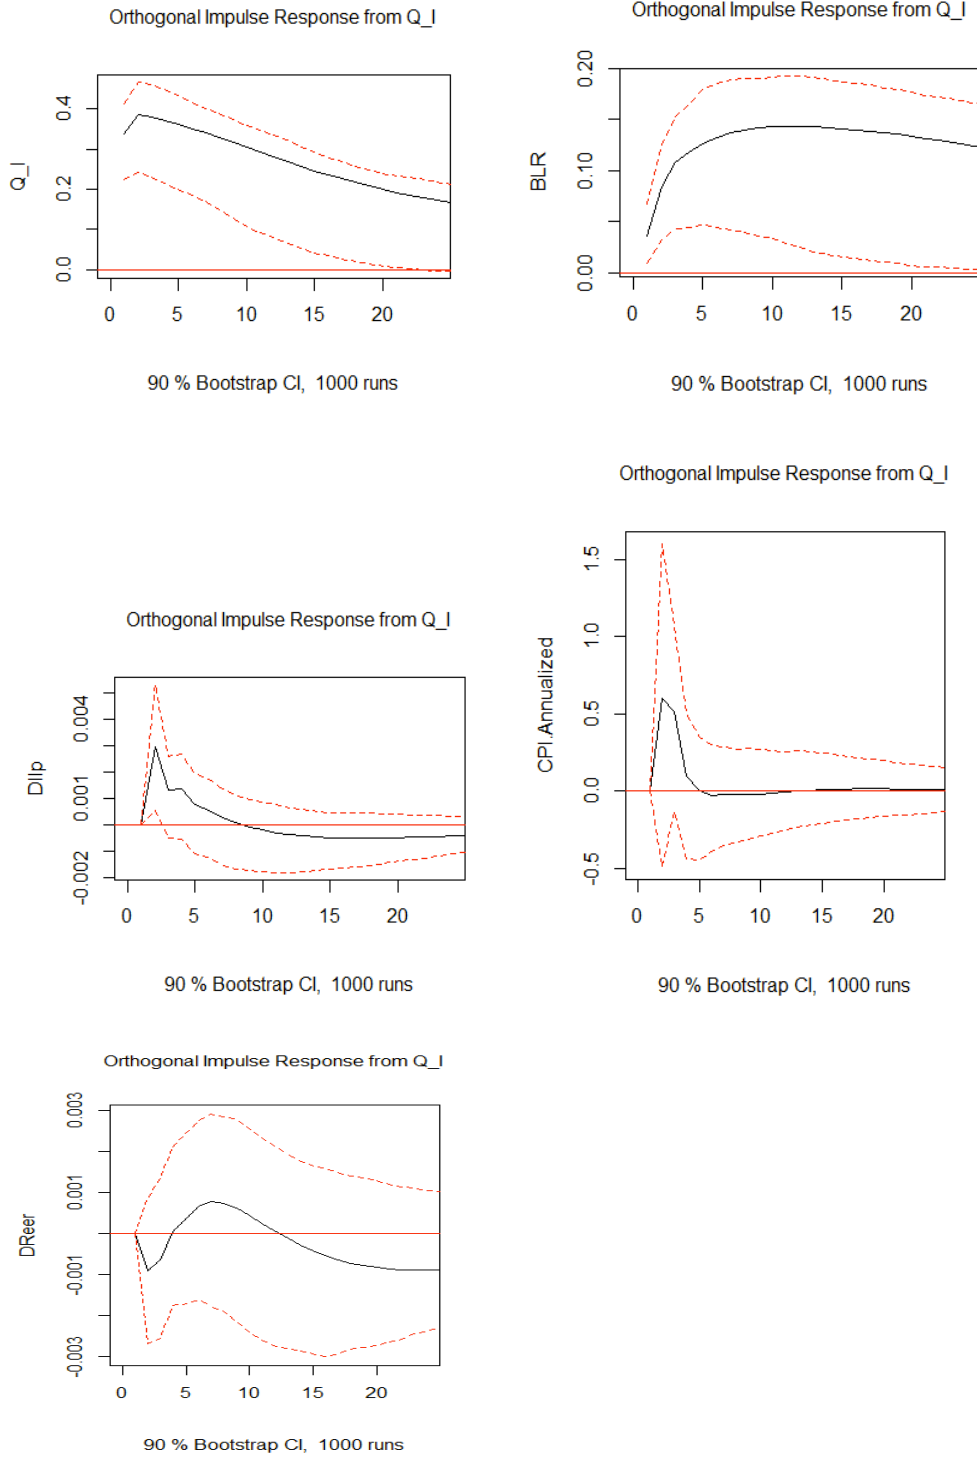 Orthogonal Impulse Response from Q_I
Q_I
0.4
0.2
0.0
0 5 10 15 20
90 % Bootstrap CI, 1000 runs
Orthogonal Impulse Response from Q_I
BLR
0.20
0.10
0.00
0 5 10 15 20
90 % Bootstrap CI, 1000 runs
Orthogonal Impulse Response from Q_I
DIIp
0.004
0.001
-0.002
0 5 10 15 20
90 % Bootstrap CI, 1000 runs
Orthogonal Impulse Response from Q_I
CPI.Annualized
1.5
1.0
0.5
0.0
-0.5
0 5 10 15 20
90 % Bootstrap CI, 1000 runs
Orthogonal Impulse Response from Q_I
DReer
0.003
0.001
-0.001
-0.003
0 5 10 15 20
90 % Bootstrap CI, 1000 runs